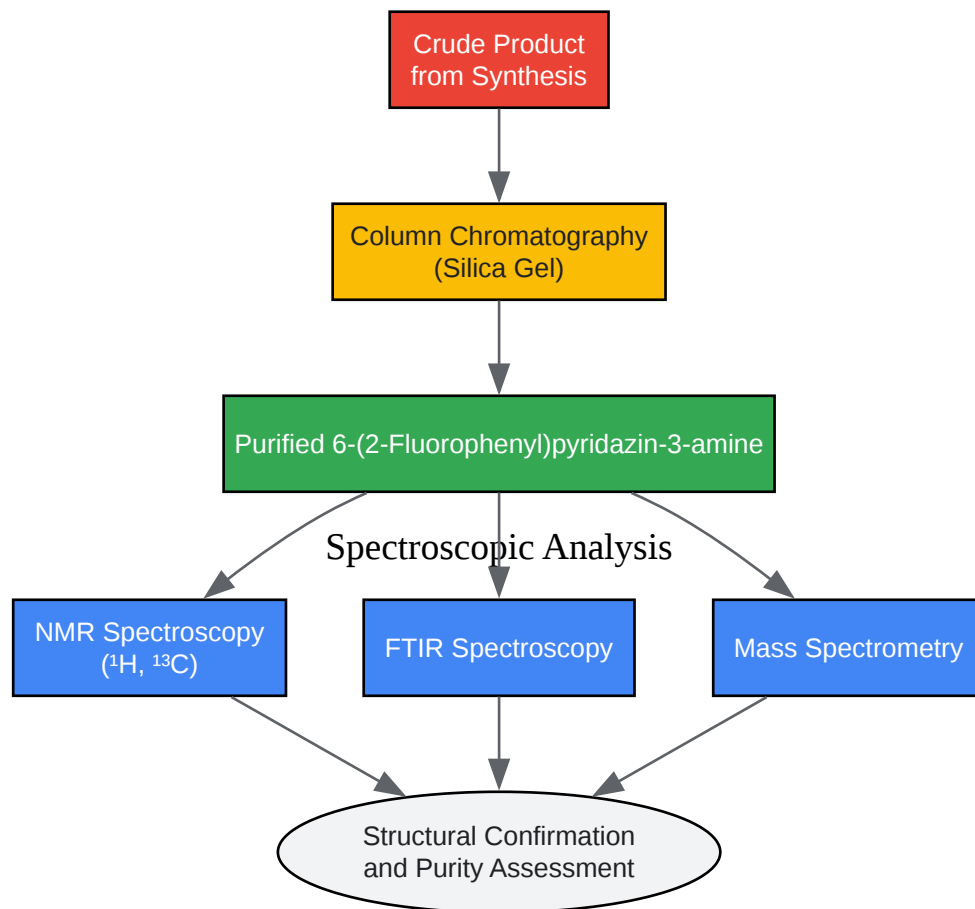 Crude Product
from Synthesis
Column Chromatography
(Silica Gel)
Purified 6-(2-Fluorophenyl)pyridazin-3-amine
Spectroscopic Analysis
NMR Spectroscopy
(¹H, ¹³C)
FTIR Spectroscopy
Mass Spectrometry
Structural Confirmation
and Purity Assessment